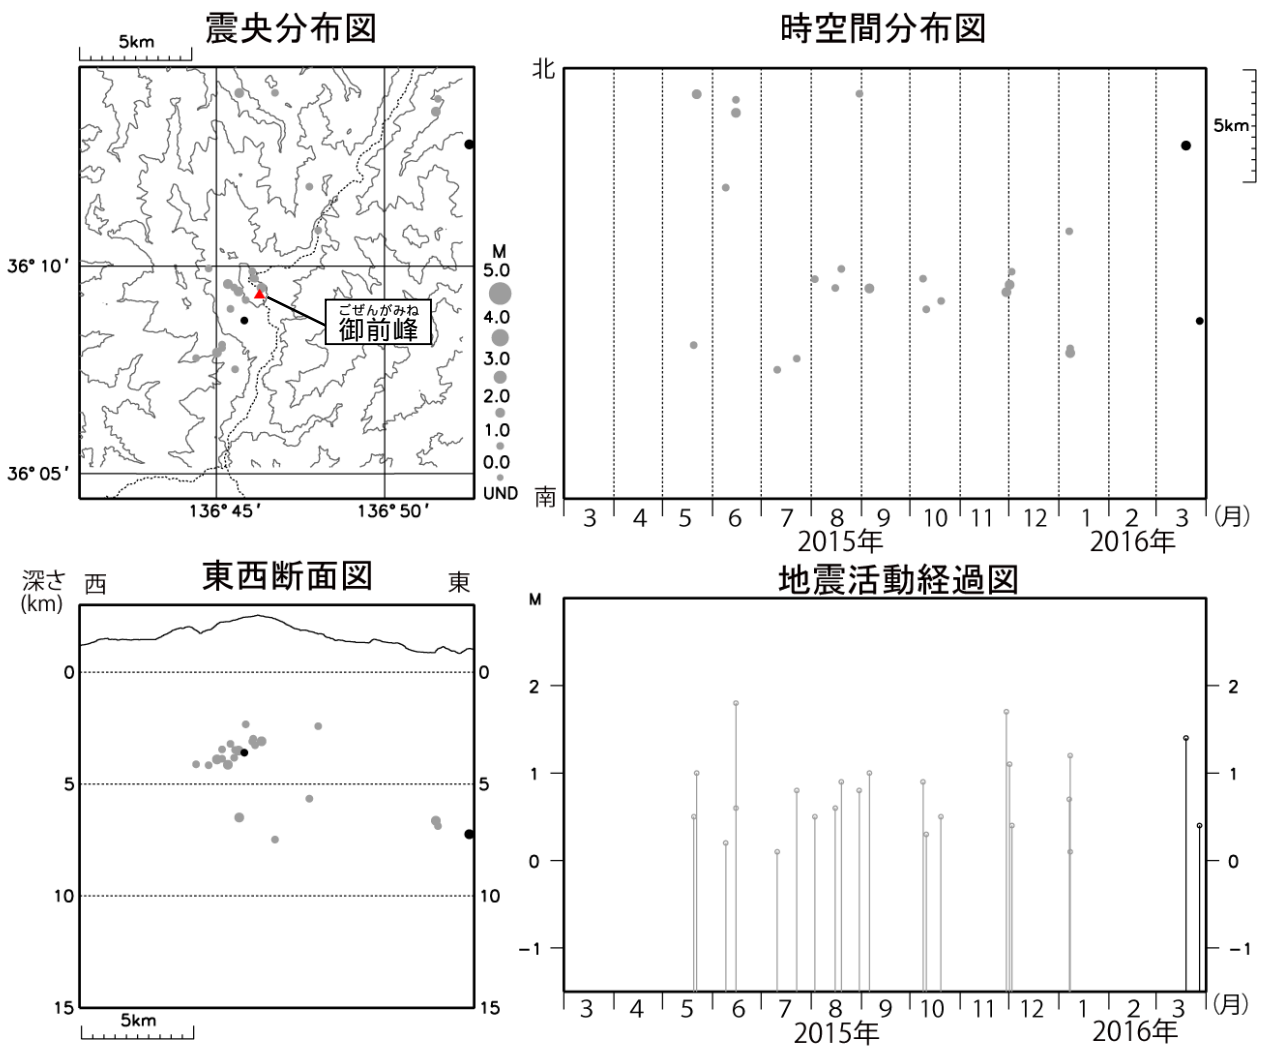 震央分布図
5km
36°10′
36°05′
136°45′
136°50′
ごぜんがみね
御前峰
M
5.0
4.0
3.0
2.0
1.0
0.0
UND
時空間分布図
北
南
5km
3 4 5 6 7 8 9 10 11 12 1 2 3 (月)
2015年 2016年
東西断面図
深さ
(km)
西 東
0 0
5 5
10 10
15 15
5km
地震活動経過図
M
2 2
1 1
0 0
-1 -1
3 4 5 6 7 8 9 10 11 12 1 2 3 (月)
2015年 2016年